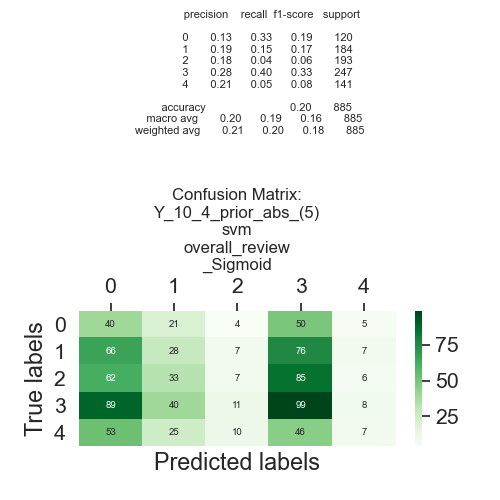 precision recall f1-score support
0 0.13 0.33 0.19 120
1 0.19 0.15 0.17 184
2 0.18 0.04 0.06 193
3 0.28 0.40 0.33 247
4 0.21 0.05 0.08 141
accuracy 0.20 885
macro avg 0.20 0.19 0.16 885
weighted avg 0.21 0.20 0.18 885
Confusion Matrix:
Y_10_4_prior_abs_(5)
svm
overall_review
_Sigmoid
0 1 2 3 4
0 40 21 4 50 5
1 66 28 7 76 7
2 62 33 7 85 6
3 89 40 11 99 8
4 53 25 10 46 7
True labels
Predicted labels
75
50
25